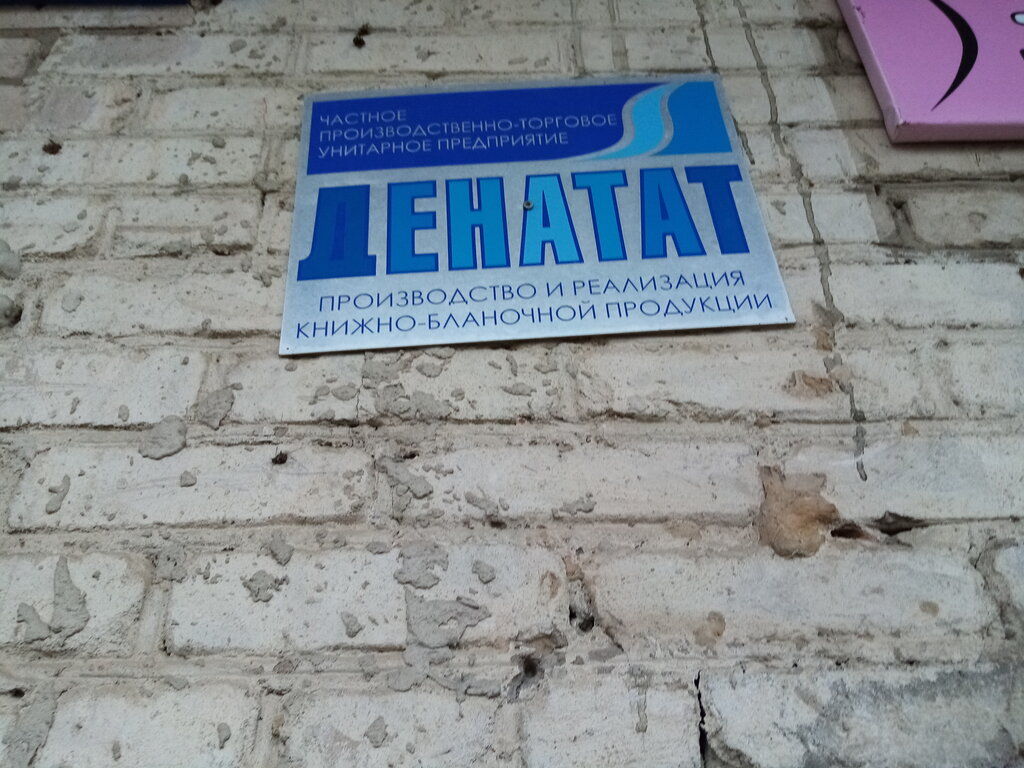 ЧАСТНОЕ
ПРОИЗВОДСТВЕННО-ТОРГОВОЕ
УНИТАРНОЕ ПРЕДПРИЯТИЕ
ДЕНАТАТ
ПРОИЗВОДСТВО И РЕАЛИЗАЦИЯ
КНИЖНО-БЛАНОЧНОЙ ПРОДУКЦИИ